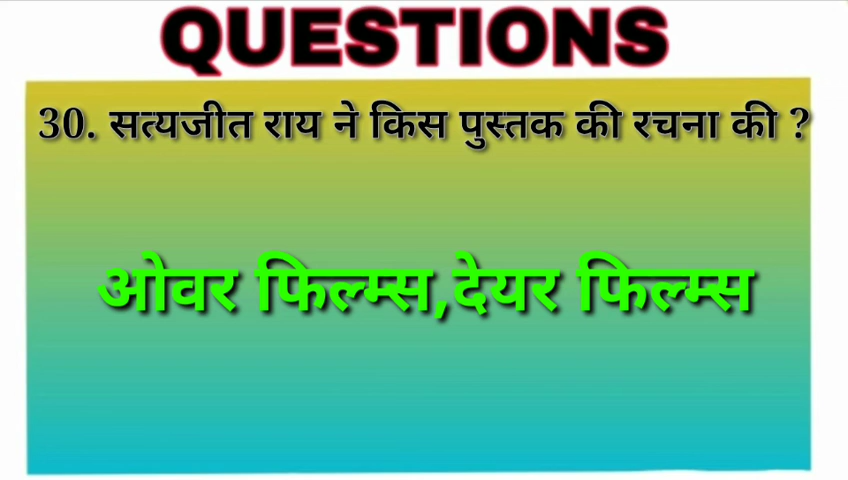 QUESTIONS
30. सत्यजीत राय ने किस पुस्तक की रचना की ?
ओवर फिल्म्स,देयर फिल्म्स